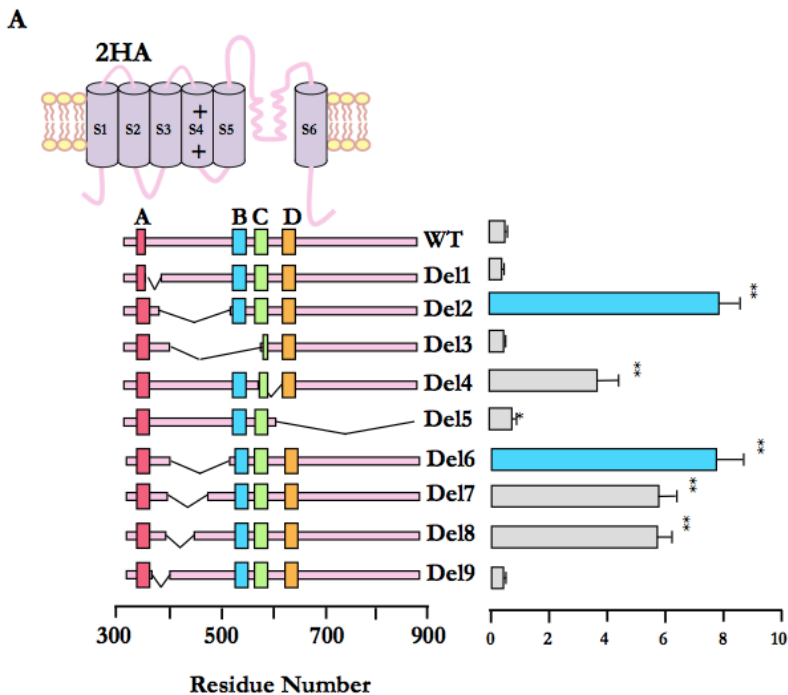 A
2HA
S1 S2 S3 S4 S5 S6
+
+
A B C D
WT
Del1
Del2 **
Del3
Del4 **
Del5 *
Del6 **
Del7 **
Del8 **
Del9
300 500 700 900 0 2 4 6 8 10
Residue Number